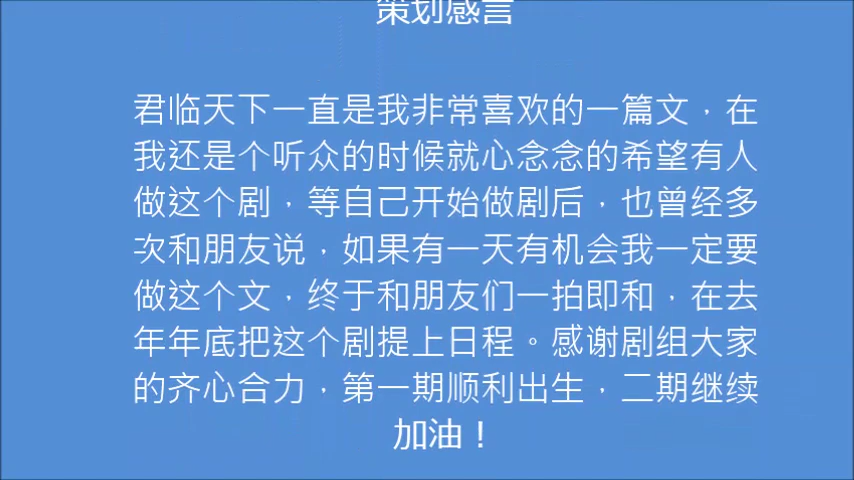 策划感言
君临天下一直是我非常喜欢的一篇文，在
我还是个听众的时候就心念念的希望有人
做这个剧，等自己开始做剧后，也曾经多
次和朋友说，如果有一天有机会我一定要
做这个文，终于和朋友们一拍即和，在去
年年底把这个剧提上日程。感谢剧组大家
的齐心合力，第一期顺利出生，二期继续
加油！